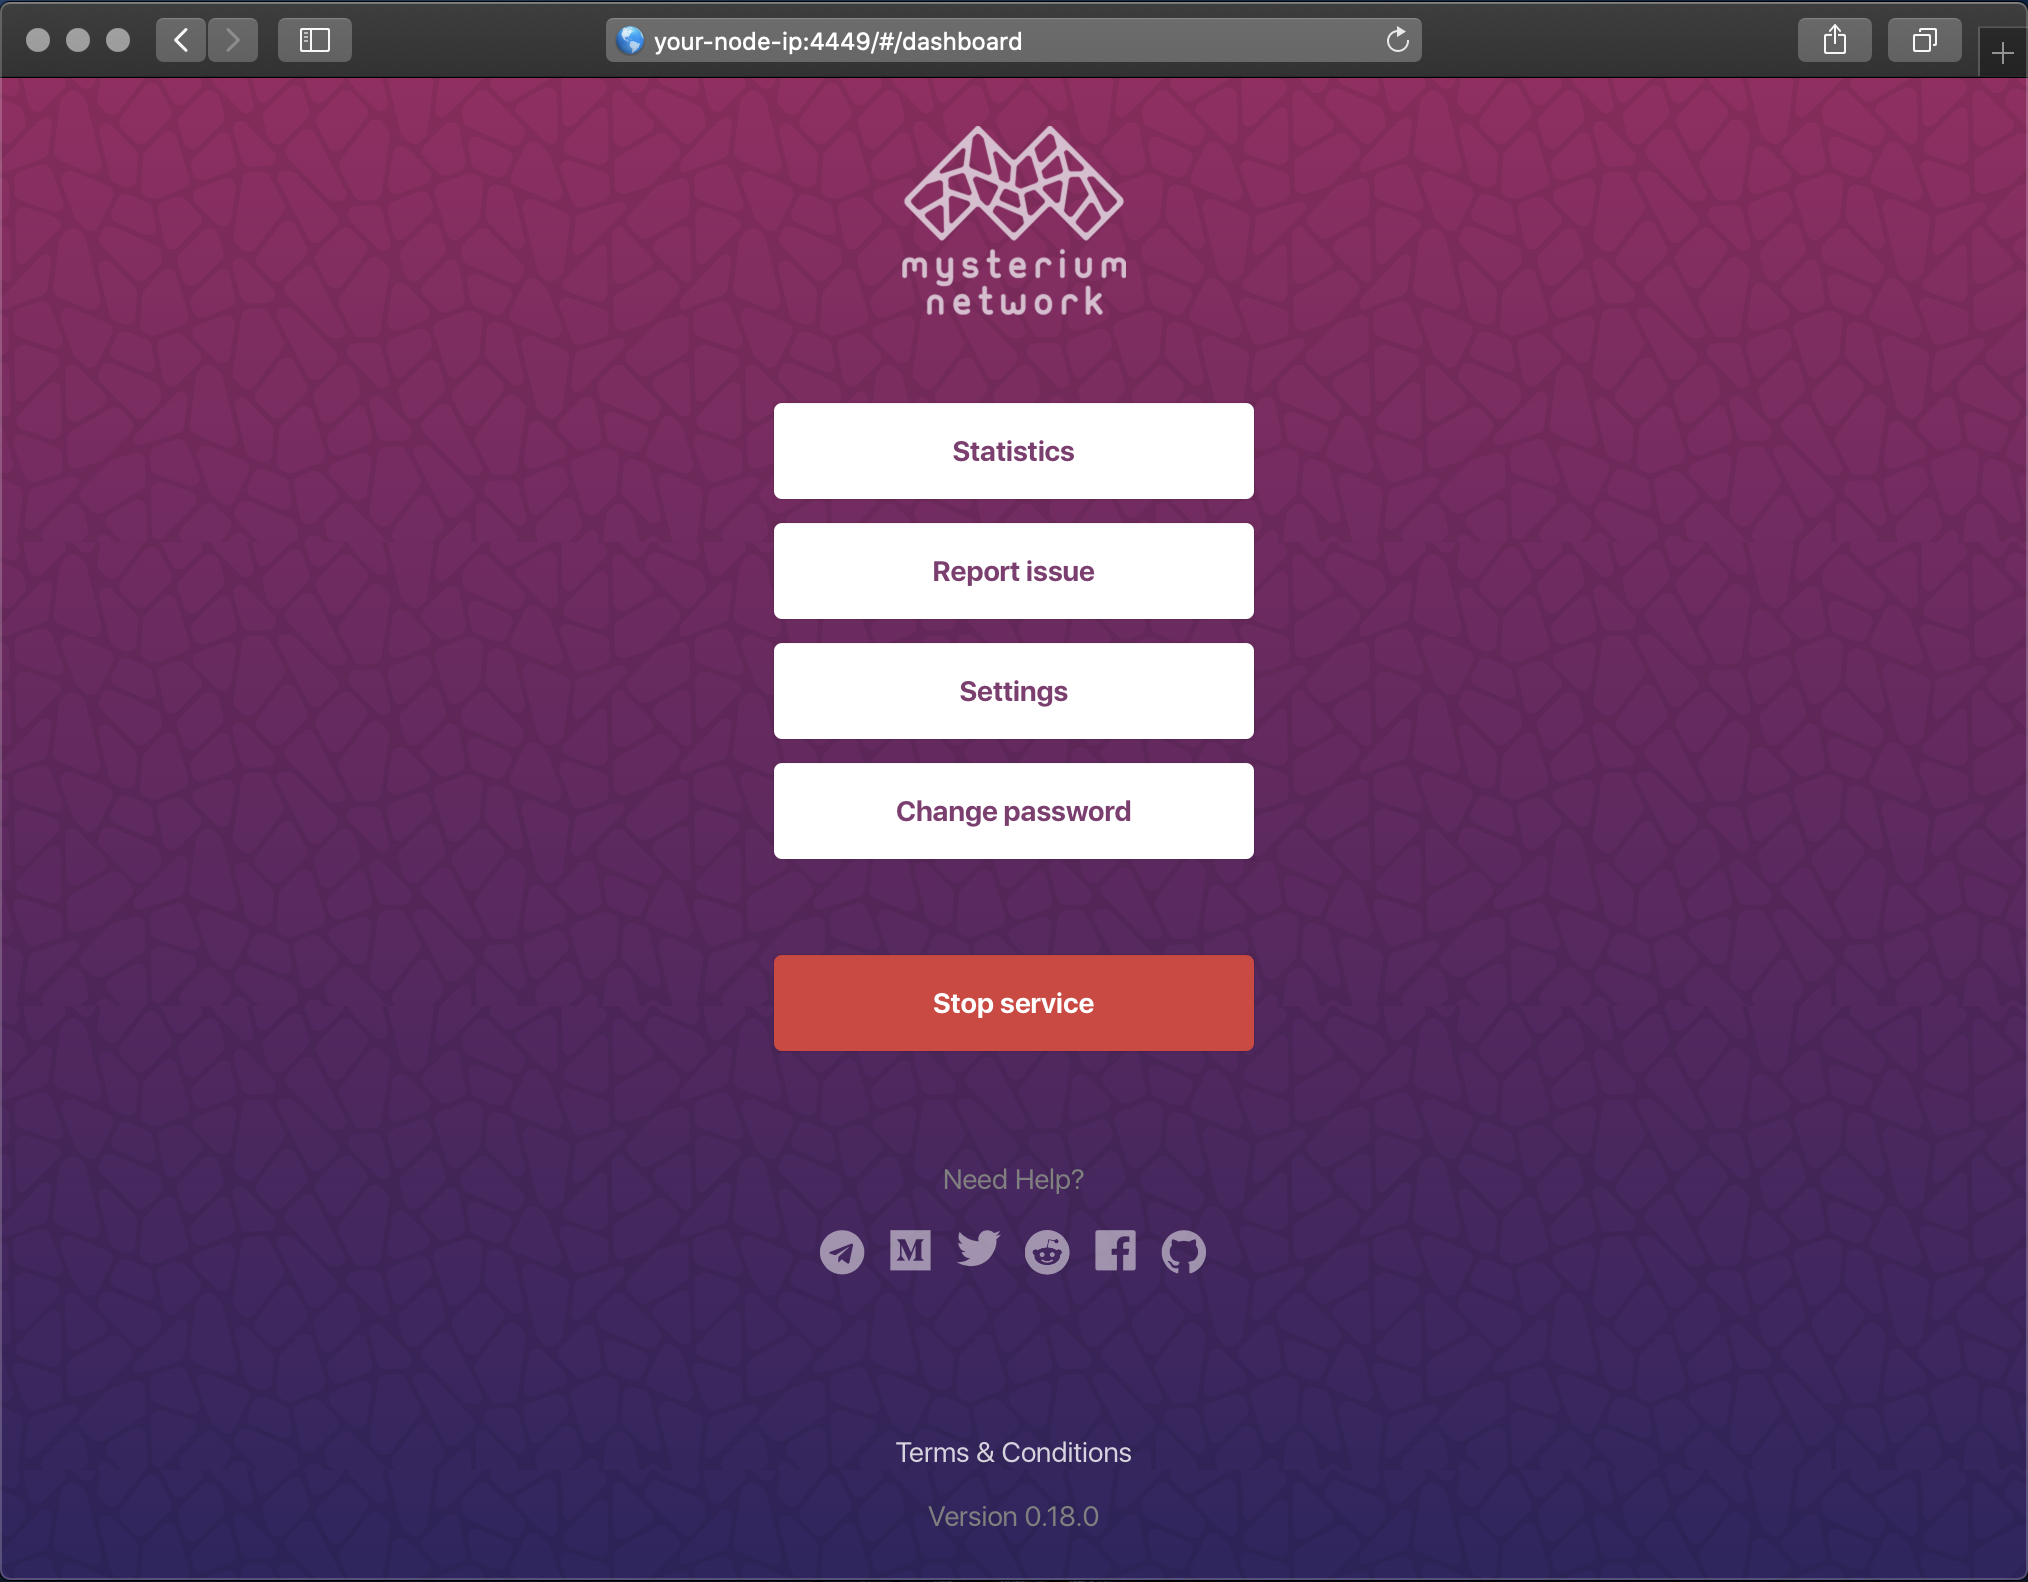 your-node-ip:4449/#/dashboard
mysterium
network
Statistics
Report issue
Settings
Change password
Stop service
Need Help?
Terms & Conditions
Version 0.18.0